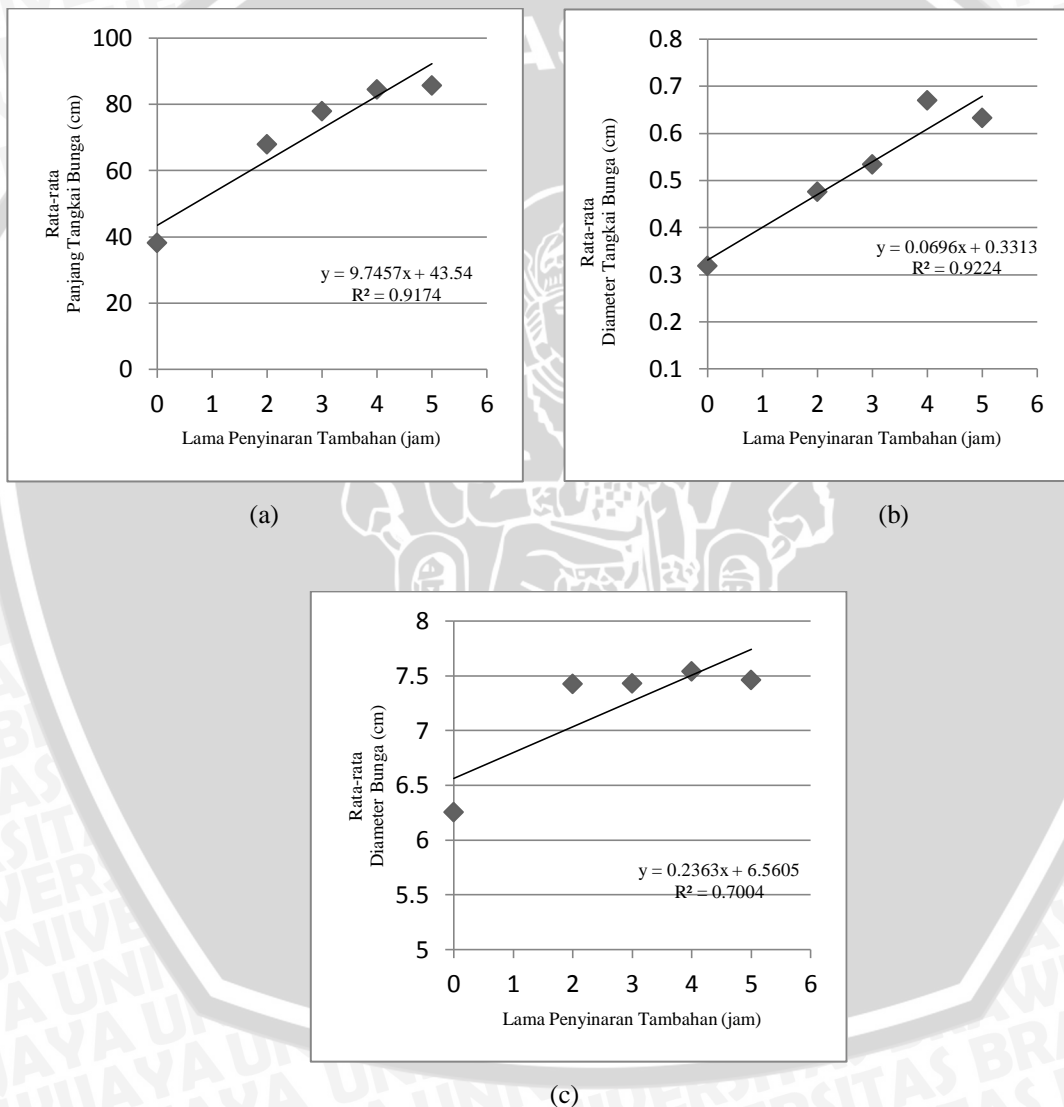 100
80
60
40
20
0
0 1 2 3 4 5 6
Rata-rata
Panjang Tangkai Bunga (cm)
Lama Penyinaran Tambahan (jam)
y = 9.7457x + 43.54
R² = 0.9174
(a)
0.8
0.7
0.6
0.5
0.4
0.3
0.2
0.1
0 1 2 3 4 5 6
Rata-rata
Diameter Tangkai Bunga (cm)
Lama Penyinaran Tambahan (jam)
y = 0.0696x + 0.3313
R² = 0.9224
(b)
8
7.5
7
6.5
6
5.5
5
0 1 2 3 4 5 6
Rata-rata
Diameter Bunga (cm)
Lama Penyinaran Tambahan (jam)
y = 0.2363x + 6.5605
R² = 0.7004
(c)